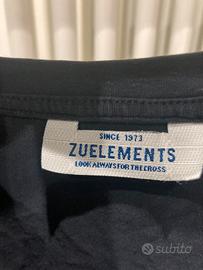 SINCE 1973
ZUELEMENTS
LOOK ALWAYS FOR THE CROSS
subito